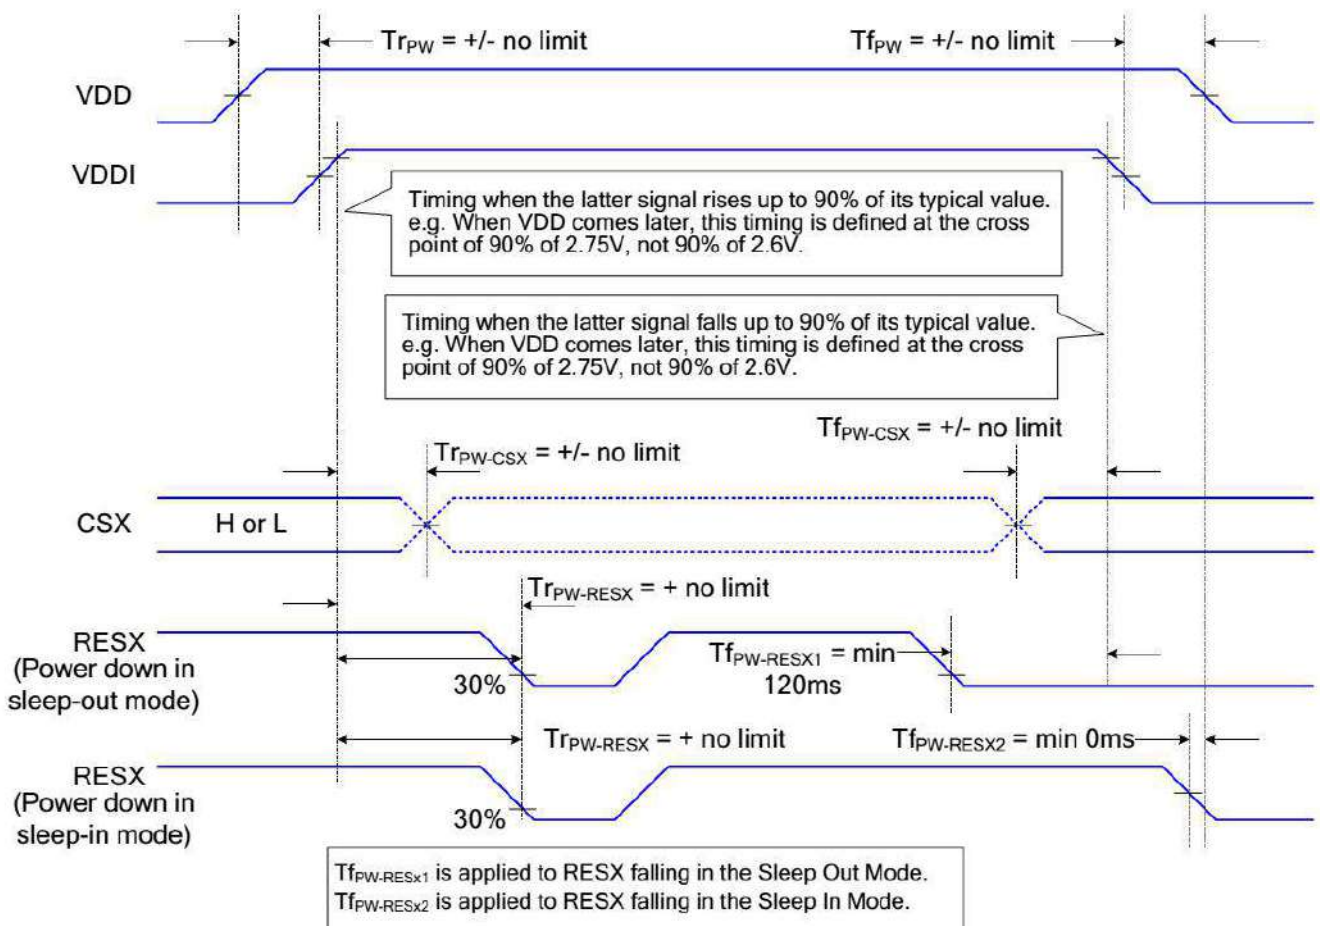 TrPW = +/- no limit
TfPW = +/- no limit
VDD
VDDI
Timing when the latter signal rises up to 90% of its typical value.
e.g. When VDD comes later, this timing is defined at the cross
point of 90% of 2.75V, not 90% of 2.6V.
Timing when the latter signal falls up to 90% of its typical value.
e.g. When VDD comes later, this timing is defined at the cross
point of 90% of 2.75V, not 90% of 2.6V.
TfPW-CSX = +/- no limit
TrPW-CSX = +/- no limit
CSX
H or L
TrPW-RESX = + no limit
RESX
(Power down in
sleep-out mode)
30%
TfPW-RESX1 = min
120ms
TrPW-RESX = + no limit
TfPW-RESX2 = min 0ms
RESX
(Power down in
sleep-in mode)
30%
TfPW-RESx1 is applied to RESX falling in the Sleep Out Mode.
TfPW-RESx2 is applied to RESX falling in the Sleep In Mode.